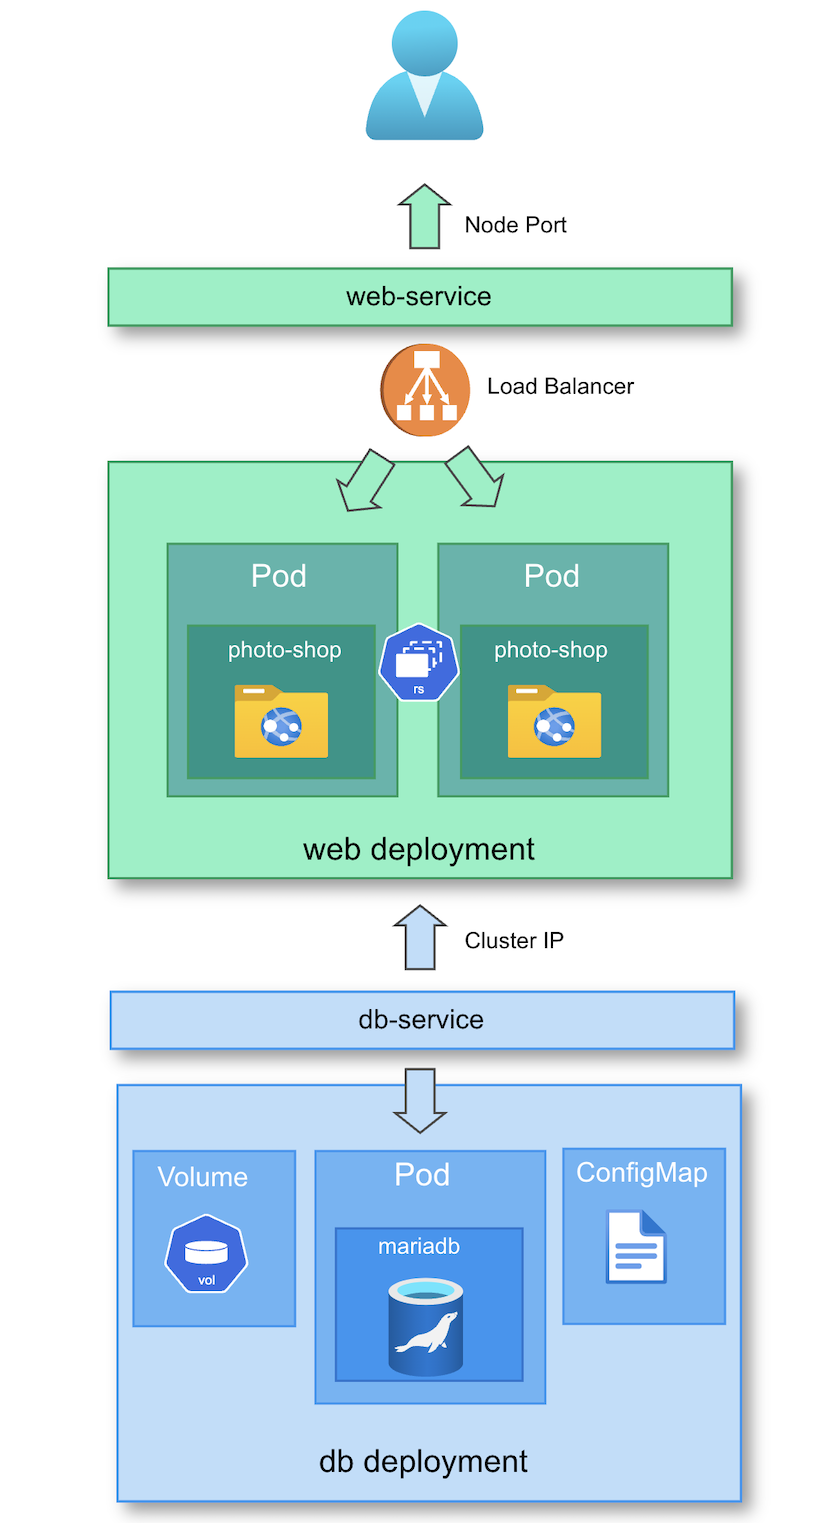 Node Port
web-service
Load Balancer
Pod
Pod
photo-shop
photo-shop
rs
web deployment
Cluster IP
db-service
Volume
Pod
ConfigMap
mariadb
vol
db deployment